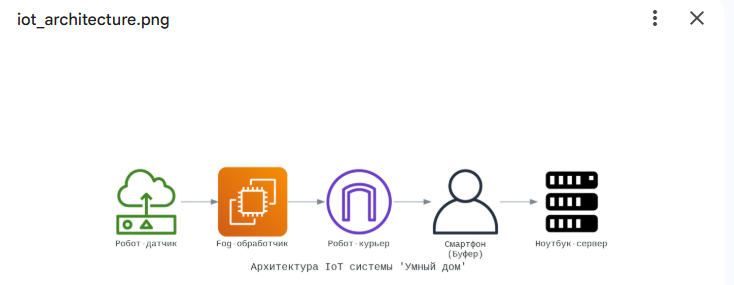 iot_architecture.png
Робот-датчик
Fog-обработчик
Робот-курьер
Смартфон
(Буфер)
Ноутбук-сервер
Архитектура IoT системы 'Умный дом'